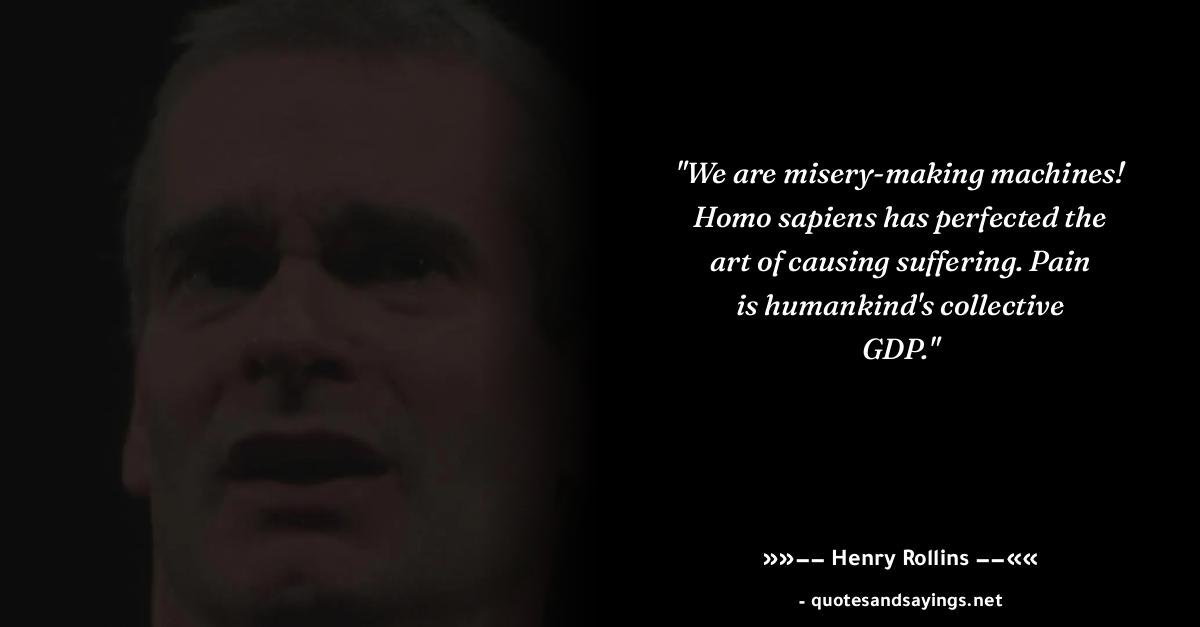 "We are misery-making machines!
Homo sapiens has perfected the
art of causing suffering. Pain
is humankind's collective
GDP."
»»―― Henry Rollins ――««
- quotesandsayings.net